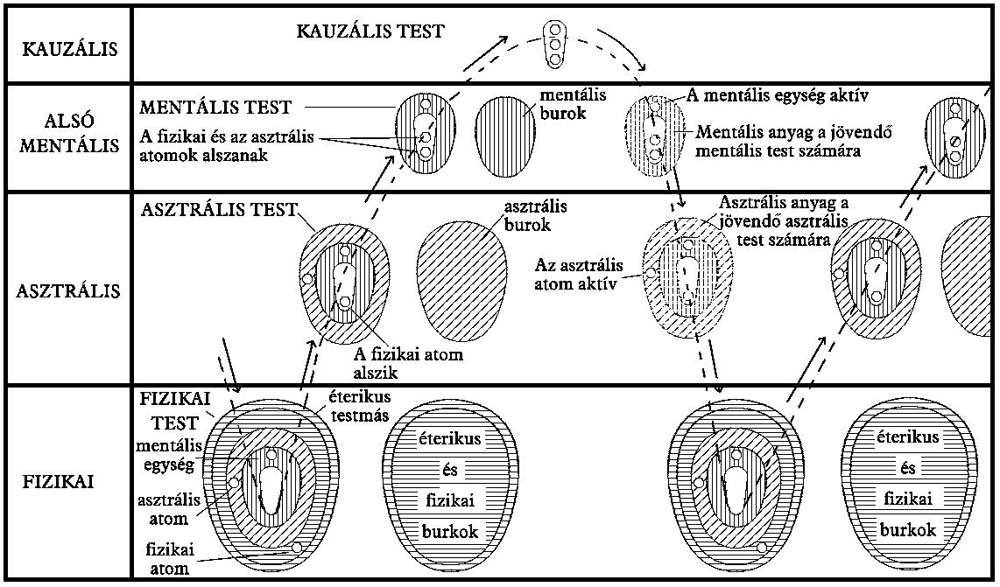 KAUZÁLIS
KAUZÁLIS TEST
ALSÓ
MENTÁLIS
MENTÁLIS TEST
A fizikai és az asztrális
atomok alszanak
mentális
burok
A mentális egység aktív
Mentális anyag a jövendő
mentális test számára
ASZTRÁLIS
ASZTRÁLIS TEST
asztrális
burok
A fizikai atom
alszik
Az asztrális
atom aktív
Asztrális anyag a
jövendő asztrális
test számára
FIZIKAI
FIZIKAI
TEST
mentális
egység
asztrális
atom
fizikai
atom
éterikus
testmás
éterikus
és
fizikai
burkok
éterikus
és
fizikai
burkok